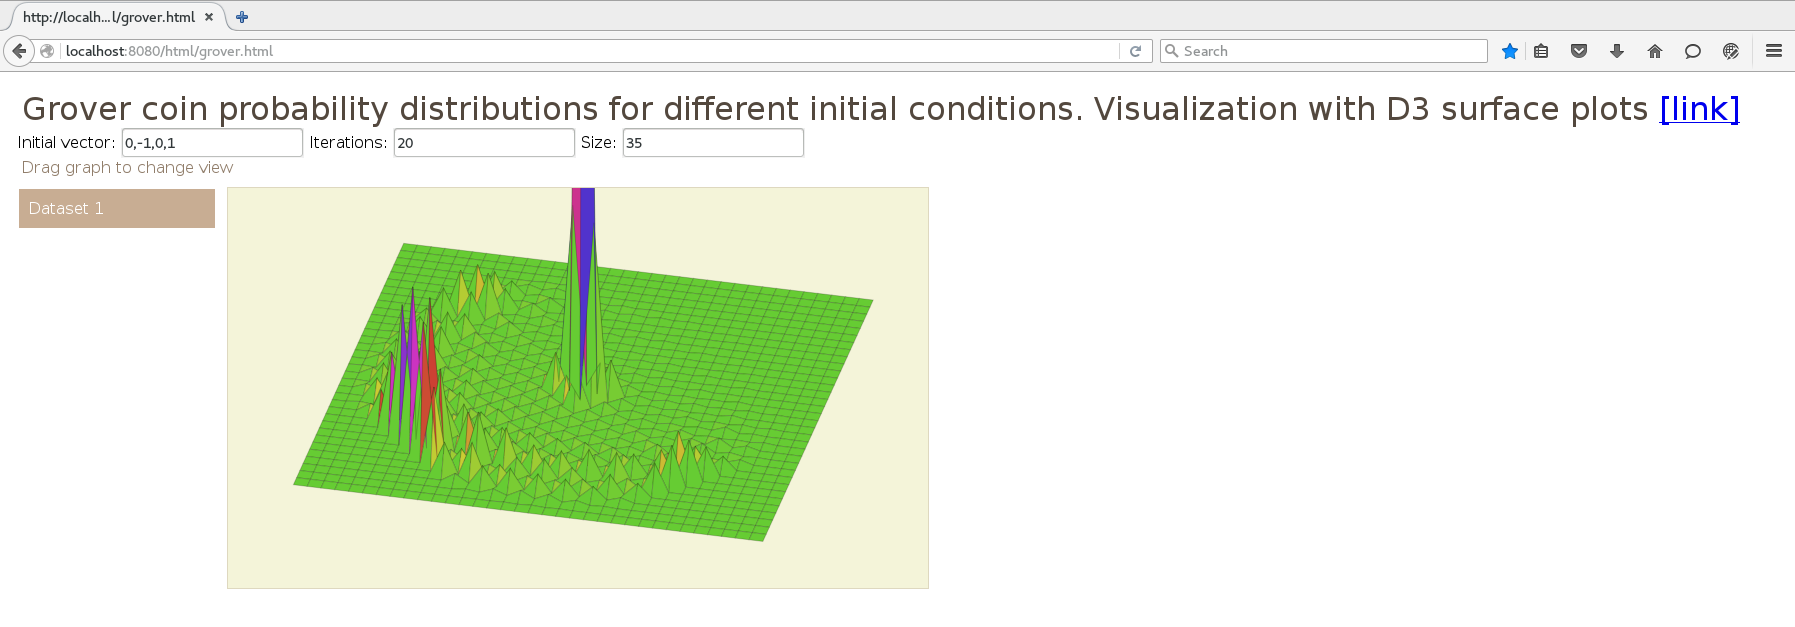 http://localh...l/grover.html
localhost:8080/html/grover.html
Search
Grover coin probability distributions for different initial conditions. Visualization with D3 surface plots [link]
Initial vector: 0,-1,0,1 Iterations: 20 Size: 35
Drag graph to change view
Dataset 1